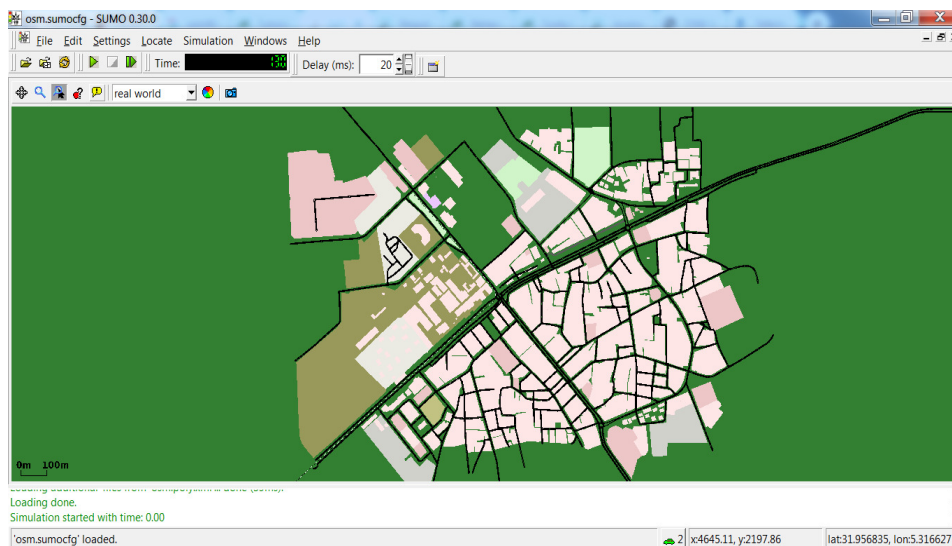 osm.sumocfg - SUMO 0.30.0
File Edit Settings Locate Simulation Windows Help
Time: 130 Delay (ms): 20
real world
0m 100m
Loading done.
Simulation started with time: 0.00
'osm.sumocfg' loaded. 2 x:4645.11, y:2197.86 lat:31.956835, lon:5.316627